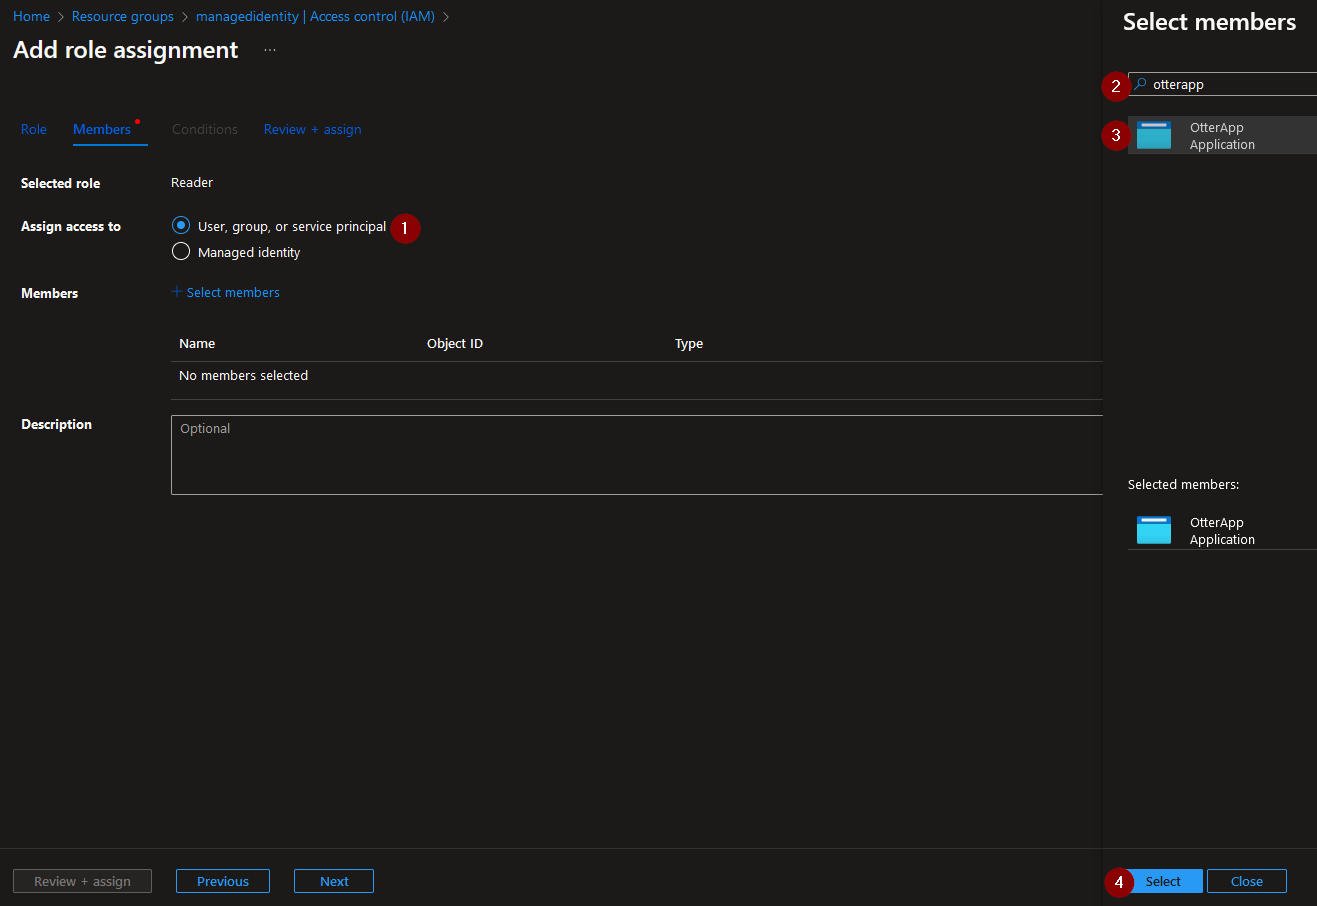 Home > Resource groups > managedidentity | Access control (IAM) >
Add role assignment ...
Role Members Conditions Review + assign
Selected role Reader
Assign access to User, group, or service principal 1
Managed identity
Members + Select members
Name Object ID Type
No members selected
Description Optional
Review + assign Previous Next
Select members
2 otterapp
3 OtterApp
Application
Selected members:
OtterApp
Application
4 Select Close